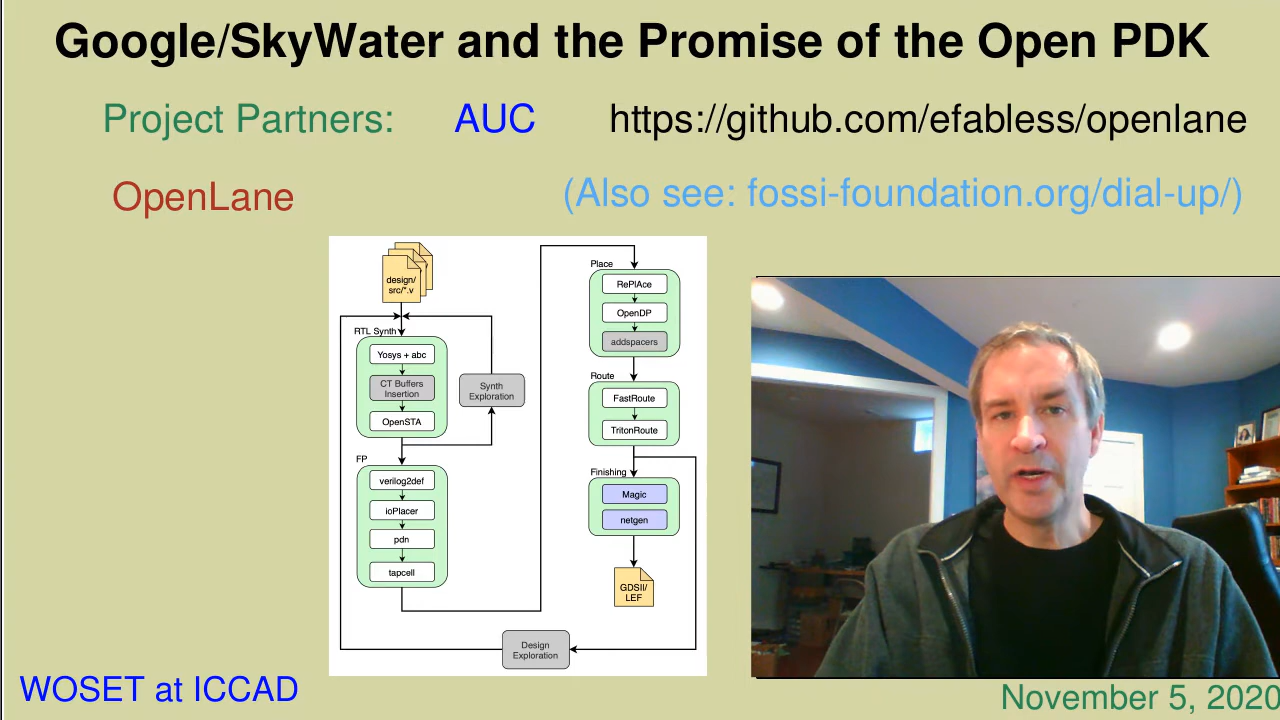 Google/SkyWater and the Promise of the Open PDK
Project Partners: AUC https://github.com/efabless/openlane
OpenLane (Also see: fossi-foundation.org/dial-up/)
design/
src/*.v
RTL Synth
Yosys + abc
CT Buffers
Insertion
OpenSTA
Synth
Exploration
FP
verilog2def
ioPlacer
pdn
tapcell
Place
RePlAce
OpenDP
addspacers
Route
FastRoute
TritonRoute
Finishing
Magic
netgen
GDSII/
LEF
Design
Exploration
WOSET at ICCAD
November 5, 2020